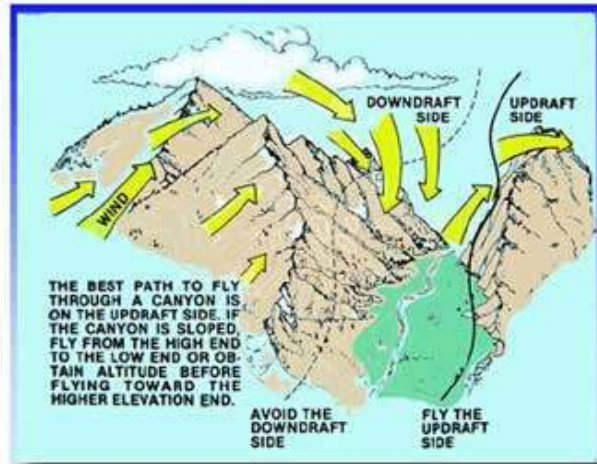 DOWNDRAFT
SIDE
UPDRAFT
SIDE
WIND
THE BEST PATH TO FLY
THROUGH A CANYON IS
ON THE UPDRAFT SIDE. IF
THE CANYON IS SLOPED,
FLY FROM THE HIGH END
TO THE LOW END OR OB-
TAIN ALTITUDE BEFORE
FLYING TOWARD THE
HIGHER ELEVATION END.
AVOID THE
DOWNDRAFT
SIDE
FLY THE
UPDRAFT
SIDE